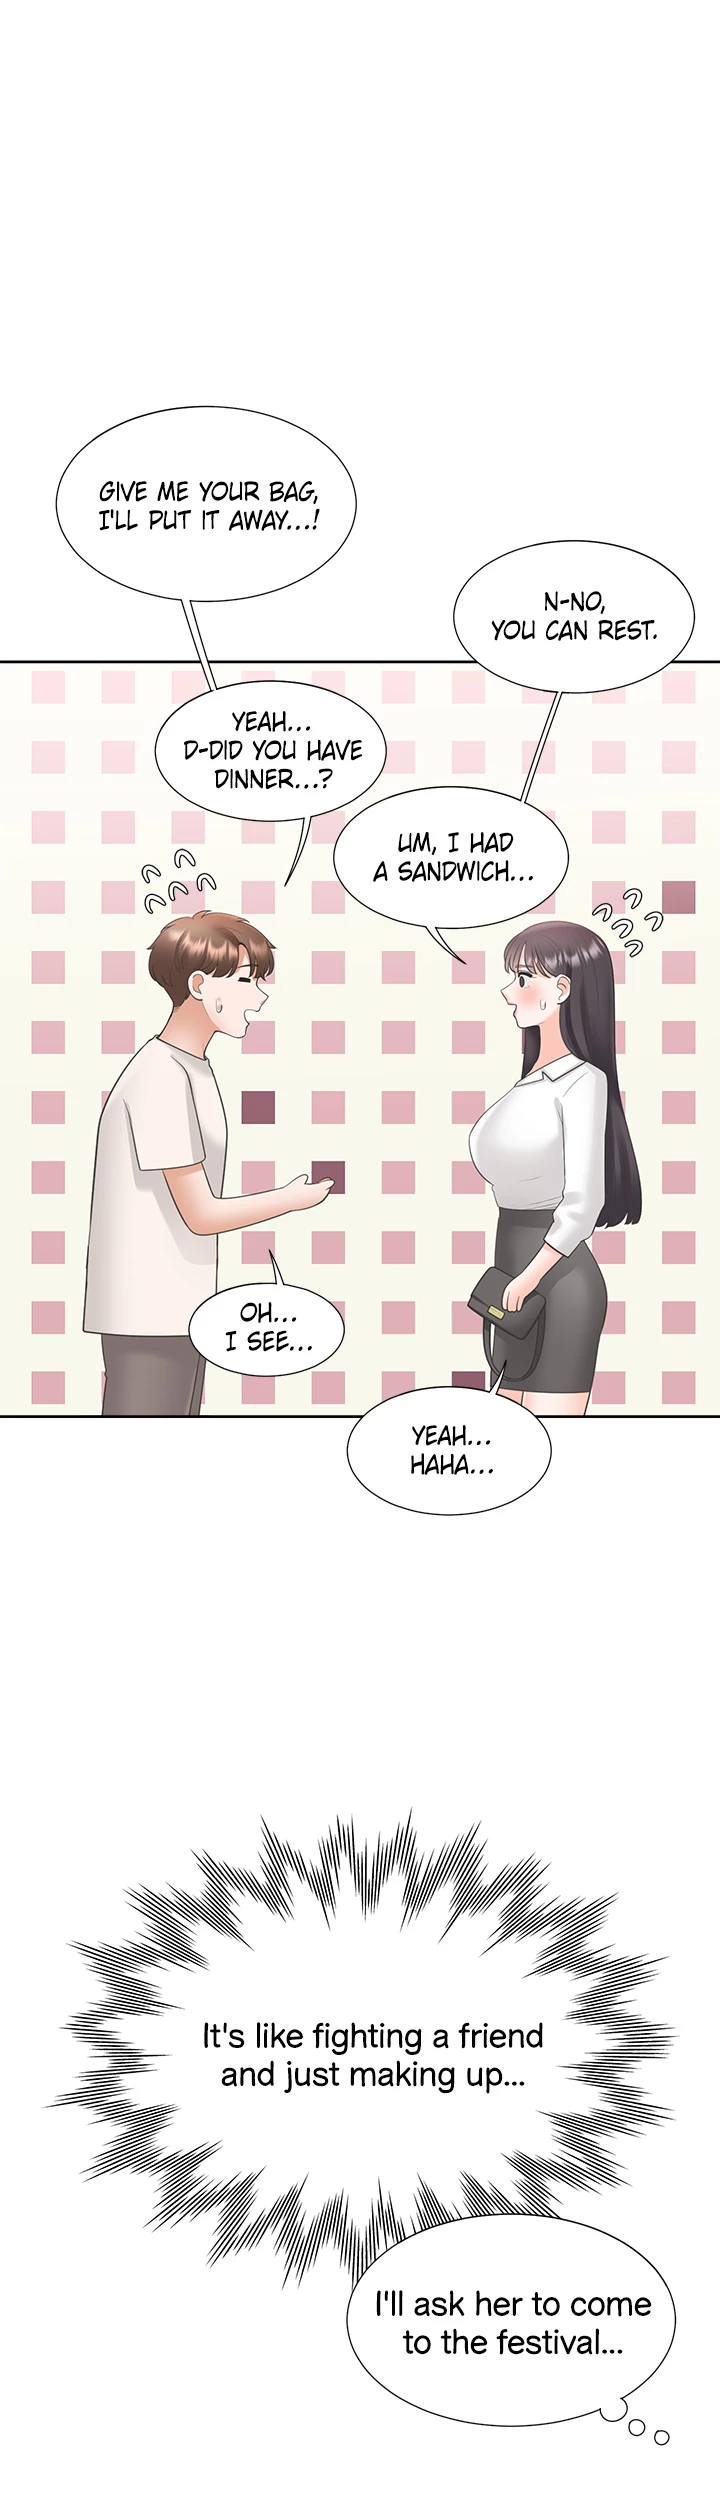 GIVE ME YOUR BAG,
I'LL PUT IT AWAY...!
N-NO,
YOU CAN REST.
YEAH...
D-DID YOU HAVE
DINNER...?
UM, I HAD
A SANDWICH...
OH...
I SEE...
YEAH...
HAHA...
It's like fighting a friend
and just making up...
I'll ask her to come
to the festival...